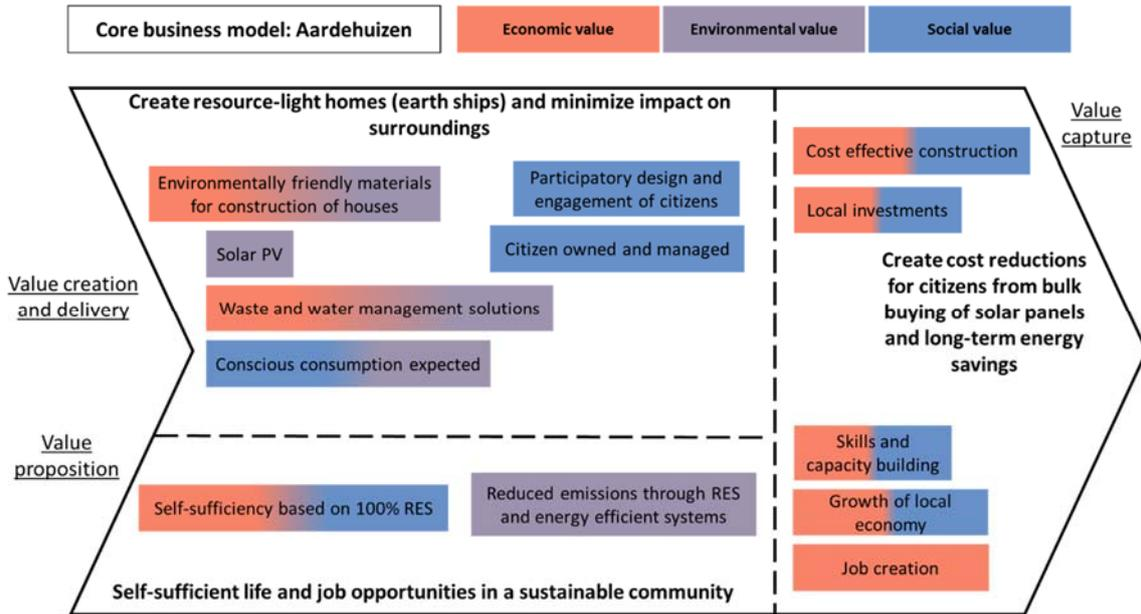 Core business model: Aardehuizen
Economic value
Environmental value
Social value
Create resource-light homes (earth ships) and minimize impact on
surroundings
Value
capture
Environmentally friendly materials
for construction of houses
Participatory design and
engagement of citizens
Solar PV
Citizen owned and managed
Waste and water management solutions
Conscious consumption expected
Value creation
and delivery
Cost effective construction
Local investments
Create cost reductions
for citizens from bulk
buying of solar panels
and long-term energy
savings
Value
proposition
Self-sufficiency based on 100% RES
Reduced emissions through RES
and energy efficient systems
Self-sufficient life and job opportunities in a sustainable community
Skills and
capacity building
Growth of local
economy
Job creation